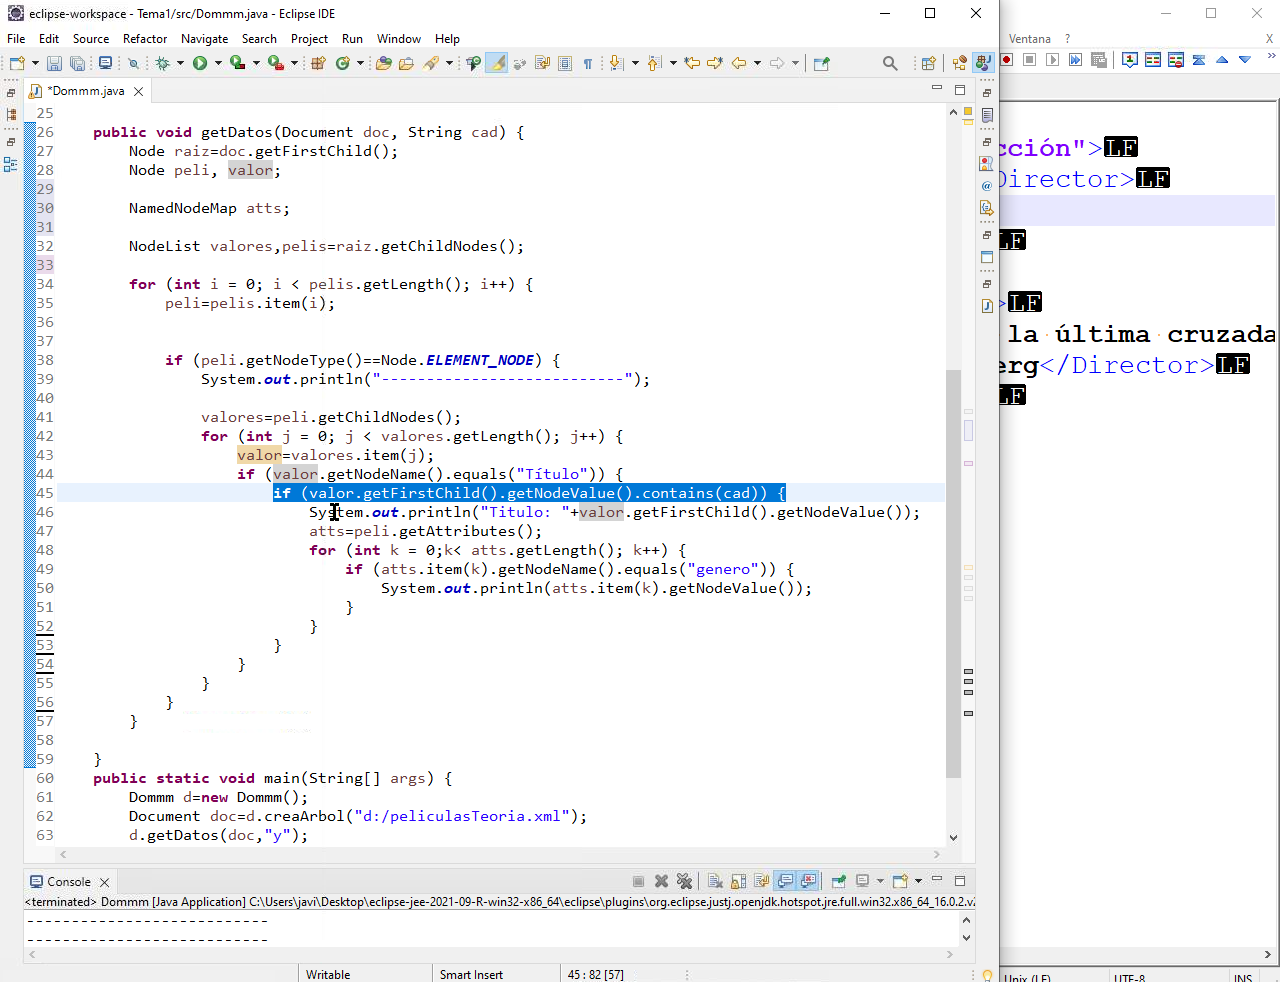 eclipse-workspace - Tema1/src/Dommm.java - Eclipse IDE
File Edit Source Refactor Navigate Search Project Run Window Help
Ventana ? X
*Dommm.java
25
26 public void getDatos(Document doc, String cad) {
27 Node raiz=doc.getFirstChild();
28 Node peli, valor;
29
30 NamedNodeMap atts;
31
32 NodeList valores,pelis=raiz.getChildNodes();
33
34 for (int i = 0; i < pelis.getLength(); i++) {
35 peli=pelis.item(i);
36
37
38 if (peli.getNodeType()==Node.ELEMENT_NODE) {
39 System.out.println("---------------------------");
40
41 valores=peli.getChildNodes();
42 for (int j = 0; j < valores.getLength(); j++) {
43 valor=valores.item(j);
44 if (valor.getNodeName().equals("Título")) {
45 if (valor.getFirstChild().getNodeValue().contains(cad)) {
46 System.out.println("Titulo: "+valor.getFirstChild().getNodeValue());
47 atts=peli.getAttributes();
48 for (int k = 0;k< atts.getLength(); k++) {
49 if (atts.item(k).getNodeName().equals("genero")) {
50 System.out.println(atts.item(k).getNodeValue());
51 }
52 }
53 }
54 }
55 }
56 }
57 }
58
59 }
60 public static void main(String[] args) {
61 Dommm d=new Dommm();
62 Document doc=d.creaArbol("d:/peliculasTeoria.xml");
63 d.getDatos(doc,"y");
cción">LF
Director>LF
LF
>LF
la última cruzada
erg</Director>LF
LF
Console
<terminated> Dommm [Java Application] C:\Users\javi\Desktop\eclipse-jee-2021-09-R-win32-x86_64\eclipse\plugins\org.eclipse.justj.openjdk.hotspot.jre.full.win32.x86_64_16.0.2.v2
---------------------------
---------------------------
Writable Smart Insert 45 : 82 [57]
Unix (LF) UTF-8 INS